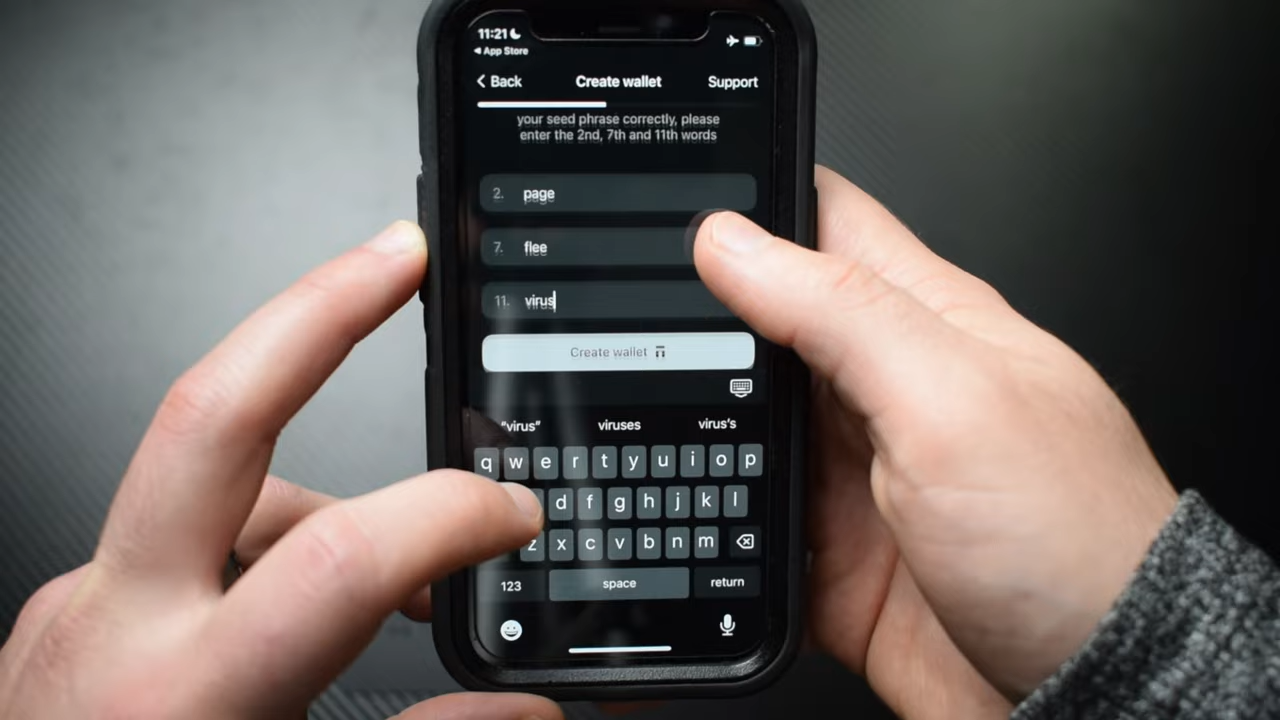 11:21
◀ App Store
Back Create wallet Support
your seed phrase correctly, please
enter the 2nd, 7th and 11th words
2. page
7. flee
11. virus
Create wallet
“virus” viruses virus’s
q w e r t y u i o p
d f g h j k l
z x c v b n m
123 space return